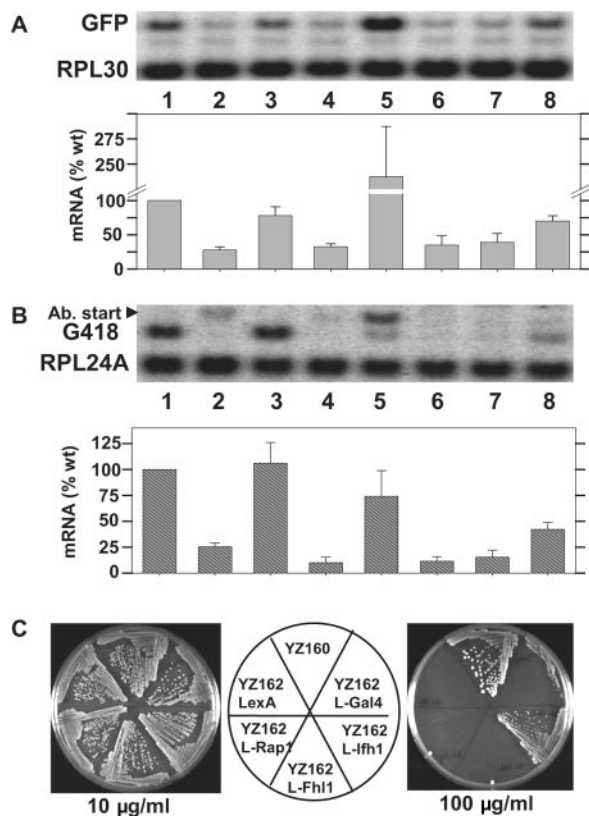 A
GFP
RPL30
1 2 3 4 5 6 7 8
mRNA (% wt)
275
250
100
50
0
B
Ab. start
G418
RPL24A
1 2 3 4 5 6 7 8
mRNA (% wt)
125
100
75
50
25
0
C
YZ160
YZ162 YZ162
LexA L-Gal4
YZ162 YZ162
L-Rap1 L-Ifh1
YZ162
L-Fhl1
10 µg/ml
100 µg/ml